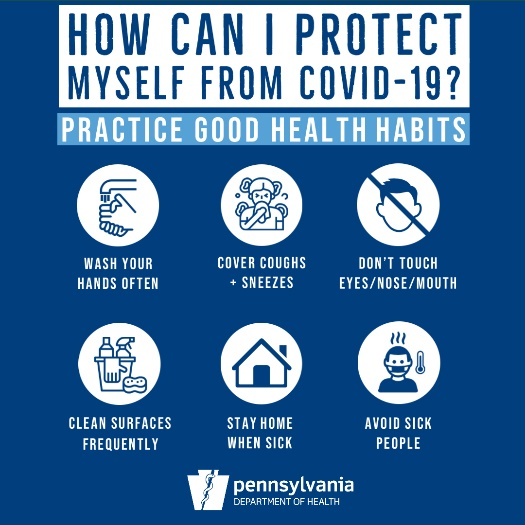 HOW CAN I PROTECT
MYSELF FROM COVID-19?
PRACTICE GOOD HEALTH HABITS
WASH YOUR
HANDS OFTEN
COVER COUGHS
+ SNEEZES
DON'T TOUCH
EYES/NOSE/MOUTH
CLEAN SURFACES
FREQUENTLY
STAY HOME
WHEN SICK
AVOID SICK
PEOPLE
pennsylvania
DEPARTMENT OF HEALTH